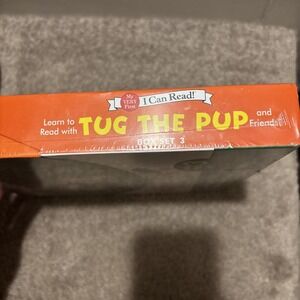 My
VERY
First
I Can Read!
Learn to
Read with
TUG THE PUP
and
Friends!
BOX SET 3